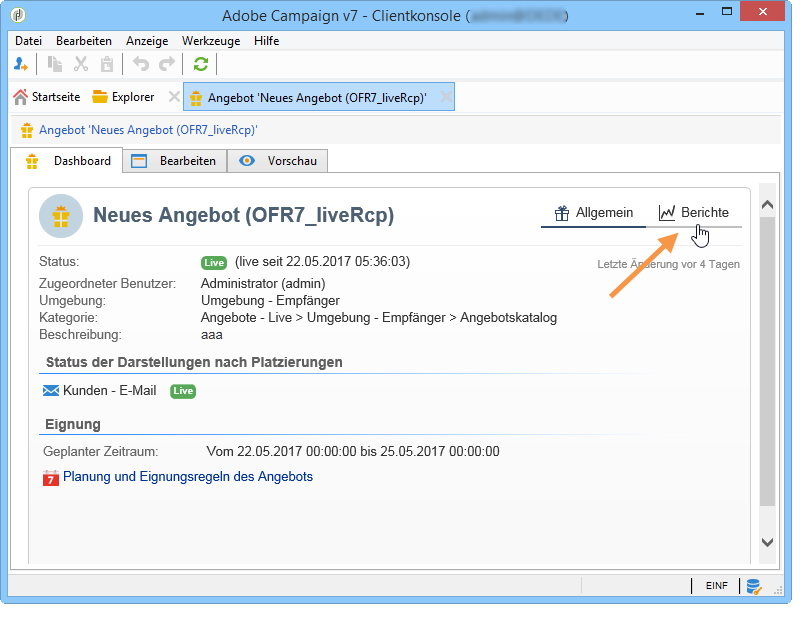 Adobe Campaign v7 - Clientkonsole ( )
Datei Bearbeiten Anzeige Werkzeuge Hilfe
Startseite Explorer Angebot 'Neues Angebot (OFR7_liveRcp)'
Angebot 'Neues Angebot (OFR7_liveRcp)'
Dashboard Bearbeiten Vorschau
Neues Angebot (OFR7_liveRcp) Allgemein Berichte
Status: Live (live seit 22.05.2017 05:36:03)
Letzte Änderung vor 4 Tagen
Zugeordneter Benutzer: Administrator (admin)
Umgebung: Umgebung - Empfänger
Kategorie: Angebote - Live > Umgebung - Empfänger > Angebotskatalog
Beschreibung: aaa
Status der Darstellungen nach Platzierungen
Kunden - E-Mail Live
Eignung
Geplanter Zeitraum: Vom 22.05.2017 00:00:00 bis 25.05.2017 00:00:00
7 Planung und Eignungsregeln des Angebots
EINF